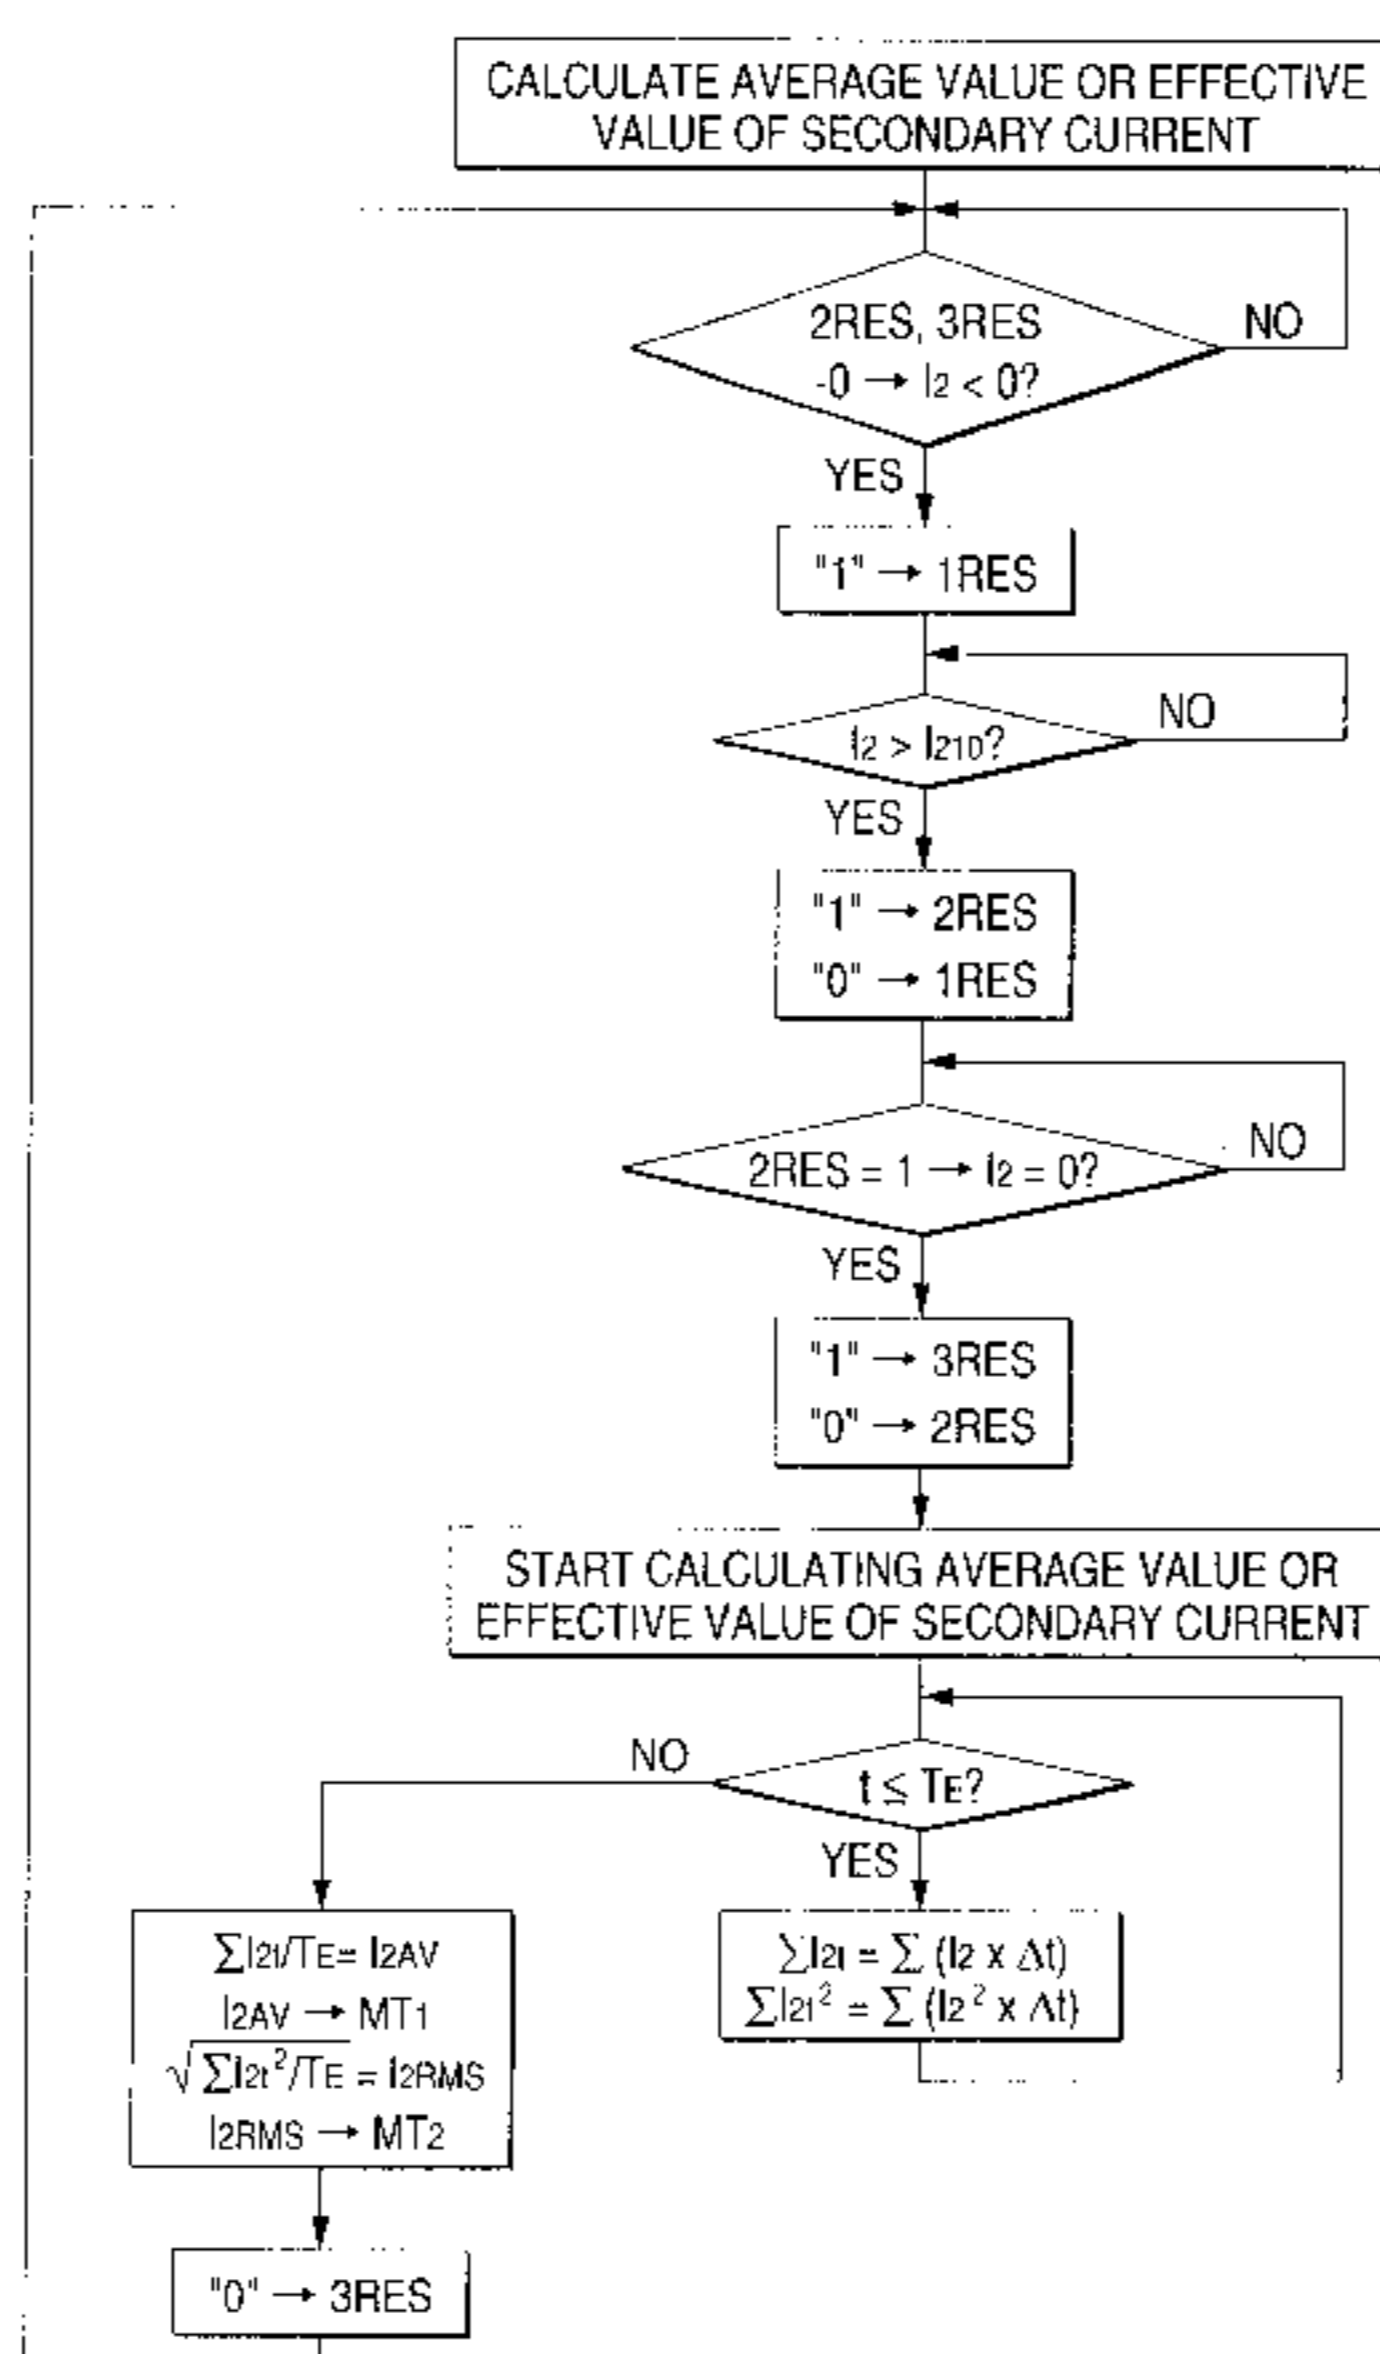 CALCULATE AVERAGE VALUE OR EFFECTIVE
VALUE OF SECONDARY CURRENT
2RES, 3RES
NO
-0 → I2 < 0?
YES
"1" → 1RES
NO
I2 > I210?
YES
"1" → 2RES
"0" → 1RES
NO
2RES = 1 → I2 = 0?
YES
"1" → 3RES
"0" → 2RES
START CALCULATING AVERAGE VALUE OR
EFFECTIVE VALUE OF SECONDARY CURRENT
NO
t ≤ TE?
YES
∑I2t/TE= I2AV
I2AV → MT1
√∑I2t²/TE = I2RMS
I2RMS → MT2
∑I2t = ∑ (I2 x Δt)
∑I2t² = ∑ (I2² x Δt)
"0" → 3RES